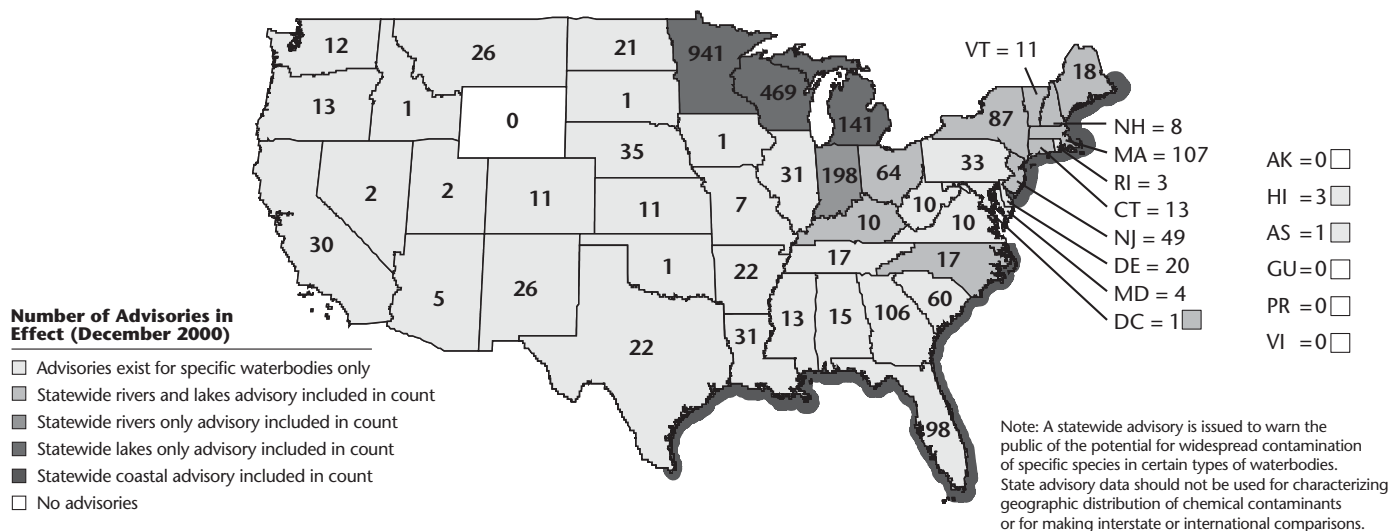 12
26
21
941
VT = 11
18
13
1
0
1
469
141
87
NH = 8
MA = 107
RI = 3
CT = 13
NJ = 49
DE = 20
MD = 4
DC = 1
35
1
31
198
64
33
2
2
11
11
7
10
10
10
30
5
26
1
22
17
17
22
31
13
15
106
60
98
AK = 0
HI = 3
AS = 1
GU = 0
PR = 0
VI = 0
Number of Advisories in
Effect (December 2000)
Advisories exist for specific waterbodies only
Statewide rivers and lakes advisory included in count
Statewide rivers only advisory included in count
Statewide lakes only advisory included in count
Statewide coastal advisory included in count
No advisories
Note: A statewide advisory is issued to warn the
public of the potential for widespread contamination
of specific species in certain types of waterbodies.
State advisory data should not be used for characterizing
geographic distribution of chemical contaminants
or for making interstate or international comparisons.